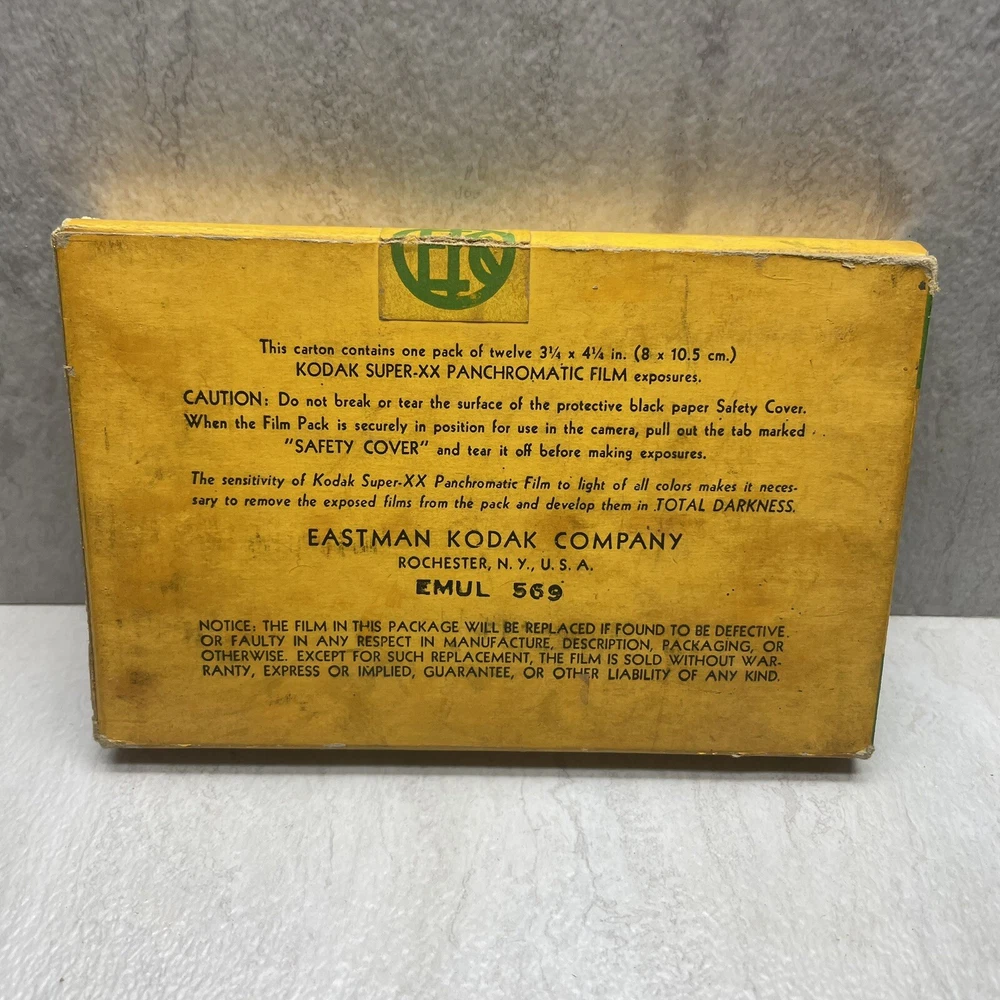 This carton contains one pack of twelve 3¼ x 4¼ in. (8 x 10.5 cm.)
KODAK SUPER-XX PANCHROMATIC FILM exposures.
CAUTION: Do not break or tear the surface of the protective black paper Safety Cover.
When the Film Pack is securely in position for use in the camera, pull out the tab marked
"SAFETY COVER" and tear it off before making exposures.
The sensitivity of Kodak Super-XX Panchromatic Film to light of all colors makes it neces-
sary to remove the exposed films from the pack and develop them in TOTAL DARKNESS.
EASTMAN KODAK COMPANY
ROCHESTER, N. Y., U. S. A.
EMUL 569
NOTICE: THE FILM IN THIS PACKAGE WILL BE REPLACED IF FOUND TO BE DEFECTIVE
OR FAULTY IN ANY RESPECT IN MANUFACTURE, DESCRIPTION, PACKAGING, OR
OTHERWISE. EXCEPT FOR SUCH REPLACEMENT, THE FILM IS SOLD WITHOUT WAR-
RANTY, EXPRESS OR IMPLIED, GUARANTEE, OR OTHER LIABILITY OF ANY KIND.